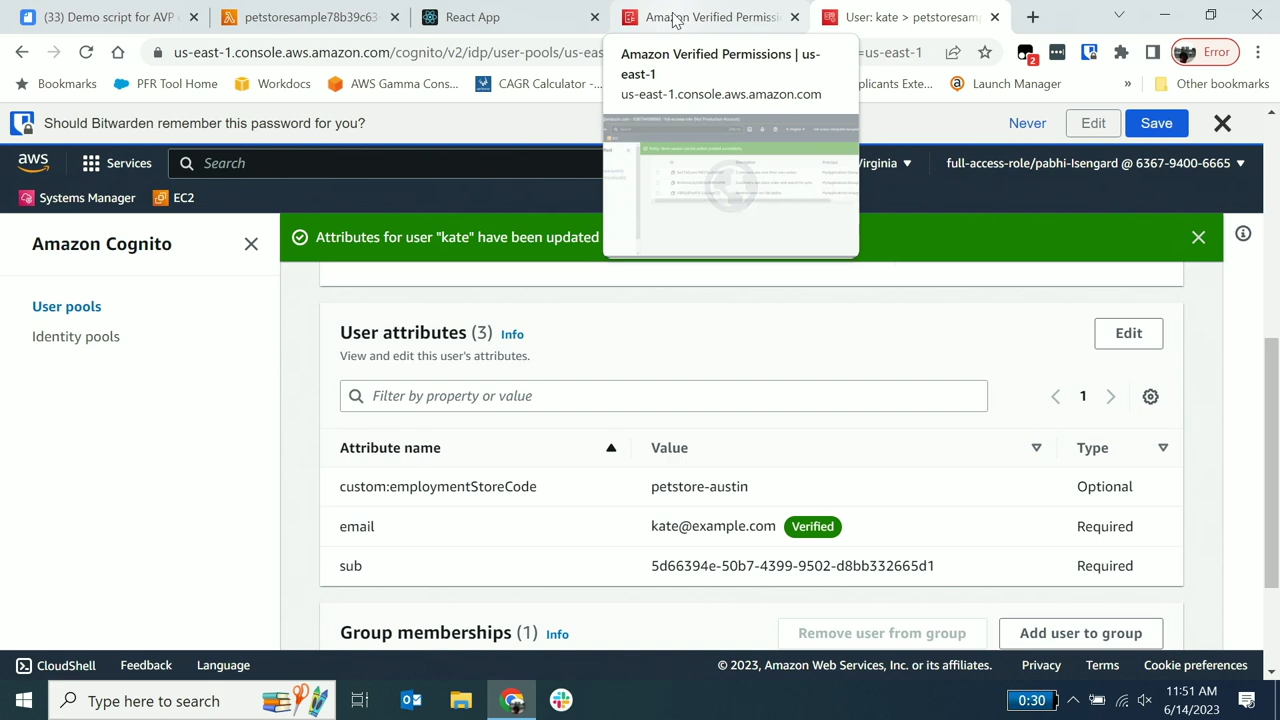 (33) Demo script for AVP
petstoresample78b3
React App
Amazon Verified Permissi
User: kate > petstoresam
us-east-1.console.aws.amazon.com/cognito/v2/idp/user-pools/us-eas
=us-east-1
2
Error
Bookmarks
PFR Tool Home
Workdocs
AWS Gamma Cons...
CAGR Calculator -...
plicants Exte...
Launch Manager
»
Other bookmarks
Amazon Verified Permissions | us-
east-1
us-east-1.console.aws.amazon.com
Should Bitwarden remember this password for you?
Never
Edit
Save
Services
Search
Virginia
full-access-role/pabhi-Isengard @ 6367-9400-6665
stems Manager
EC2
Amazon Cognito
User pools
Identity pools
Attributes for user "kate" have been updated
User attributes (3) Info
View and edit this user's attributes.
Edit
Filter by property or value
1
Attribute name
Value
Type
custom:employmentStoreCode
petstore-austin
Optional
email
kate@example.com
Verified
Required
sub
5d66394e-50b7-4399-9502-d8bb332665d1
Required
Group memberships (1) Info
Remove user from group
Add user to group
CloudShell
Feedback
Language
© 2023, Amazon Web Services, Inc. or its affiliates.
Privacy
Terms
Cookie preferences
Type here to search
0:30
11:51 AM
6/14/2023